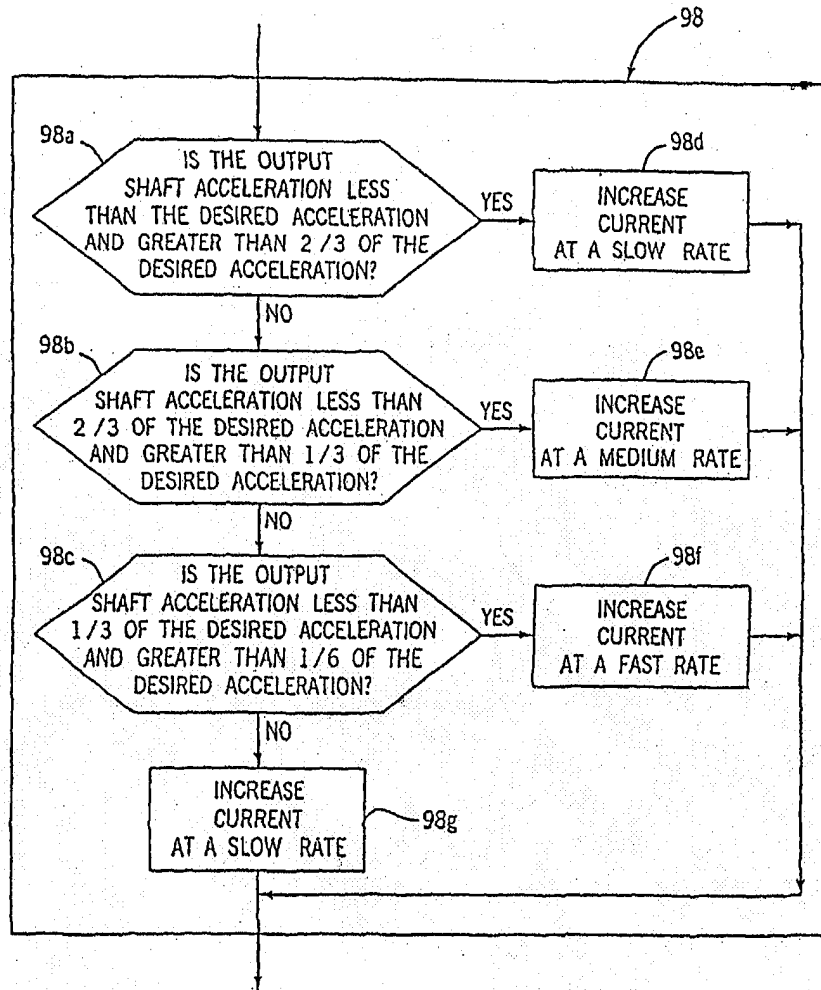 98
98a
IS THE OUTPUT
SHAFT ACCELERATION LESS
THAN THE DESIRED ACCELERATION
AND GREATER THAN 2/3 OF THE
DESIRED ACCELERATION?
YES
98d
INCREASE
CURRENT
AT A SLOW RATE
NO
98b
IS THE OUTPUT
SHAFT ACCELERATION LESS THAN
2/3 OF THE DESIRED ACCELERATION
AND GREATER THAN 1/3 OF THE
DESIRED ACCELERATION?
YES
98e
INCREASE
CURRENT
AT A MEDIUM RATE
NO
98c
IS THE OUTPUT
SHAFT ACCELERATION LESS THAN
1/3 OF THE DESIRED ACCELERATION
AND GREATER THAN 1/6 OF THE
DESIRED ACCELERATION?
YES
98f
INCREASE
CURRENT
AT A FAST RATE
NO
INCREASE
CURRENT
AT A SLOW RATE
98g